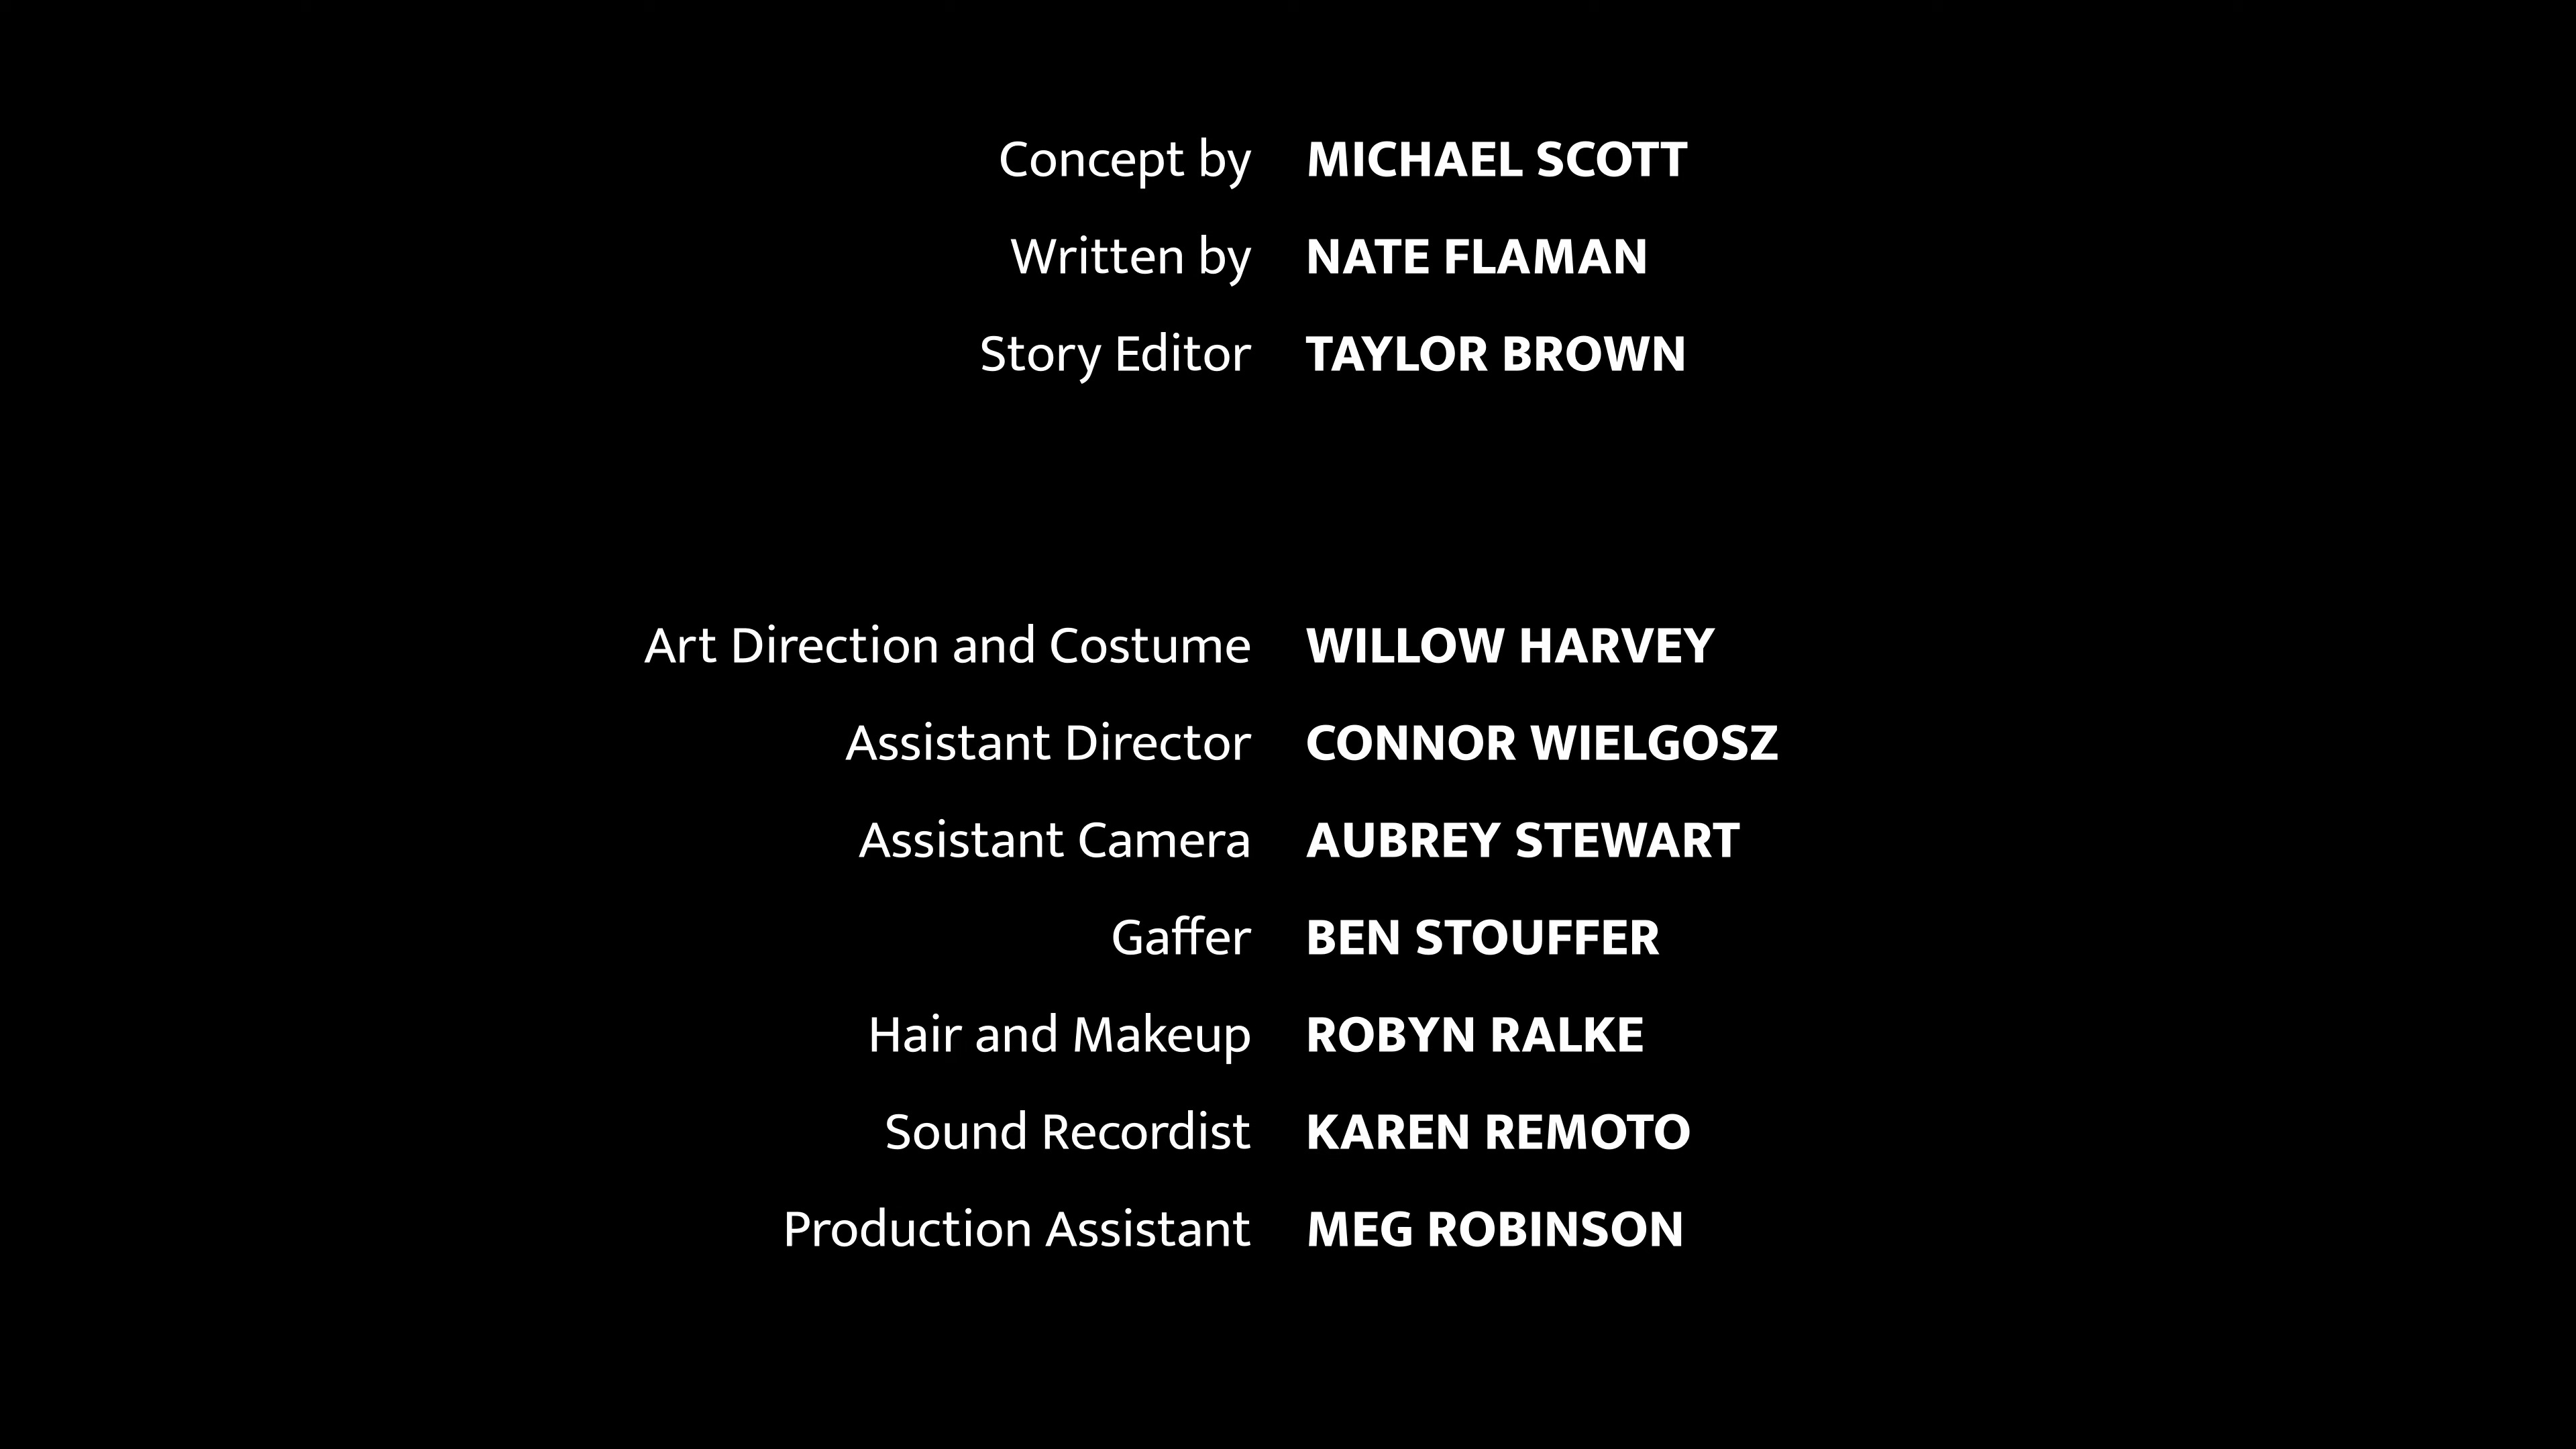 Concept by MICHAEL SCOTT
Written by NATE FLAMAN
Story Editor TAYLOR BROWN
Art Direction and Costume WILLOW HARVEY
Assistant Director CONNOR WIELGOSZ
Assistant Camera AUBREY STEWART
Gaffer BEN STOUFFER
Hair and Makeup ROBYN RALKE
Sound Recordist KAREN REMOTO
Production Assistant MEG ROBINSON